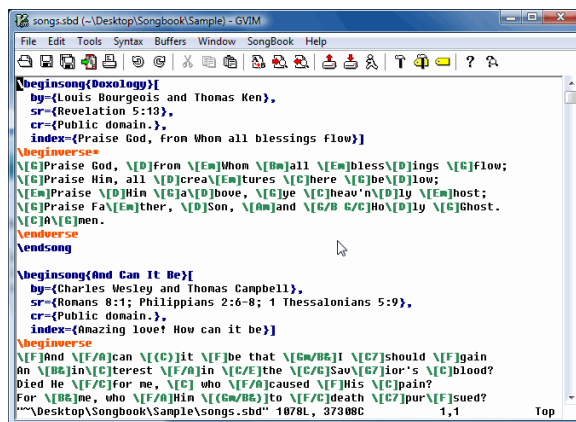 songs.sbd (~\Desktop\Songbook\Sample) - GVIM
File Edit Tools Syntax Buffers Window SongBook Help
\beginsong{Doxology}[
by={Louis Bourgeois and Thomas Ken},
sr={Revelation 5:13},
cr={Public domain.},
index={Praise God, from Whom all blessings flow}]
\beginverse*
\[G]Praise God, \[D]from \[Em]Whom \[Bm]all \[Em]bless\[D]ings \[G]flow;
\[G]Praise Him, all \[D]crea\[Em]tures \[C]here \[G]be\[D]low;
\[Em]Praise \[D]Him \[G]a\[D]bove, \[G]ye \[C]heav'n\[D]ly \[Em]host;
\[G]Praise Fa\[Em]ther, \[D]Son, \[Am]and \[G/B G/C]Ho\[D]ly \[G]Ghost.
\[C]A\[G]men.
\endverse
\endsong
\beginsong{And Can It Be}[
by={Charles Wesley and Thomas Campbell},
sr={Romans 8:1; Philippians 2:6-8; 1 Thessalonians 5:9},
cr={Public domain.},
index={Amazing love! How can it be}]
\beginverse
\[F]And \[F/A]can \[(C)]it \[F]be that \[Gm/B&]I \[C7]should \[F]gain
An \[B&]in\[C]terest \[F/A]in \[C/E]the \[C/G]Sav\[G7]ior's \[C]blood?
Died He \[F/C]for me, \[C] who \[F/A]caused \[F]His \[C]pain?
For \[B&]me, who \[F/A]Him \[(Gm/B&)]to \[F/C]death \[C7]pur\[F]sued?
"~\Desktop\Songbook\Sample\songs.sbd" 1078L, 37308C 1,1 Top